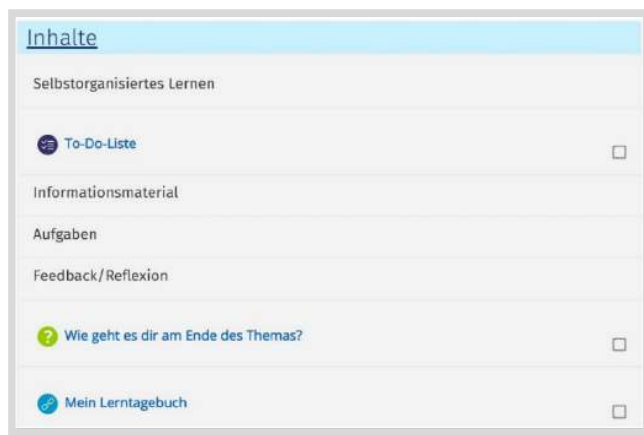 Inhalte
Selbstorganisiertes Lernen
To-Do-Liste
Informationsmaterial
Aufgaben
Feedback/Reflexion
Wie geht es dir am Ende des Themas?
Mein Lerntagebuch